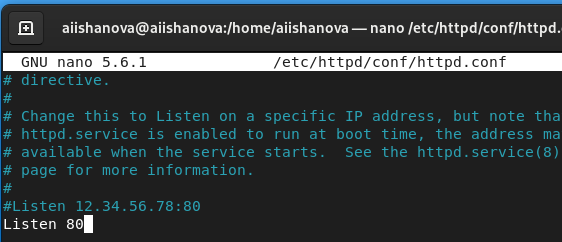 aiishanova@aiishanova:/home/aiishanova — nano /etc/httpd/conf/httpd.
GNU nano 5.6.1 /etc/httpd/conf/httpd.conf
# directive.
#
# Change this to Listen on a specific IP address, but note tha
# httpd.service is enabled to run at boot time, the address ma
# available when the service starts.  See the httpd.service(8)
# page for more information.
#
#Listen 12.34.56.78:80
Listen 80